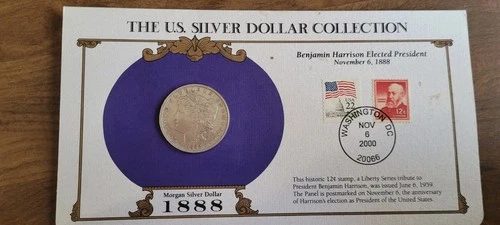 THE U.S. SILVER DOLLAR COLLECTION
Benjamin Harrison Elected President
November 6, 1888
22
12¢
WASHINGTON DC
NOV
6
2000
20066
This historic 12¢ stamp, a Liberty Series tribute to
President Benjamin Harrison, was issued June 6, 1959.
The Panel is postmarked on November 6, the anniversary
of Harrison's election as President of the United States.
Morgan Silver Dollar
1888